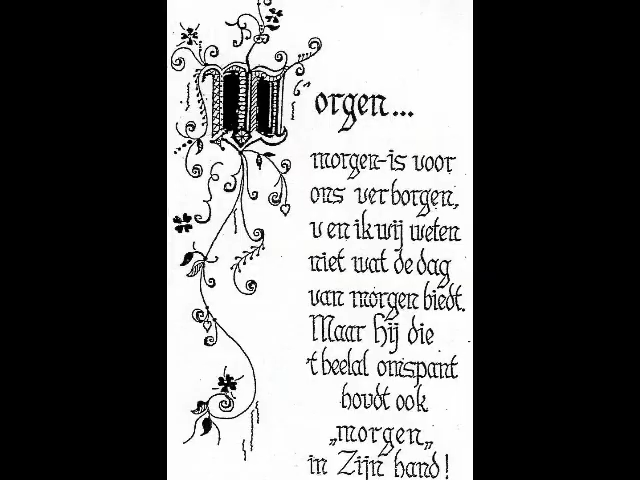 Morgen...
morgen-is voor
ons verborgen,
u en ik wij weten
niet wat de dag
van morgen biedt.
Maar hij die
't heelal omspant
houdt ook
„morgen„
in Zijn hand!